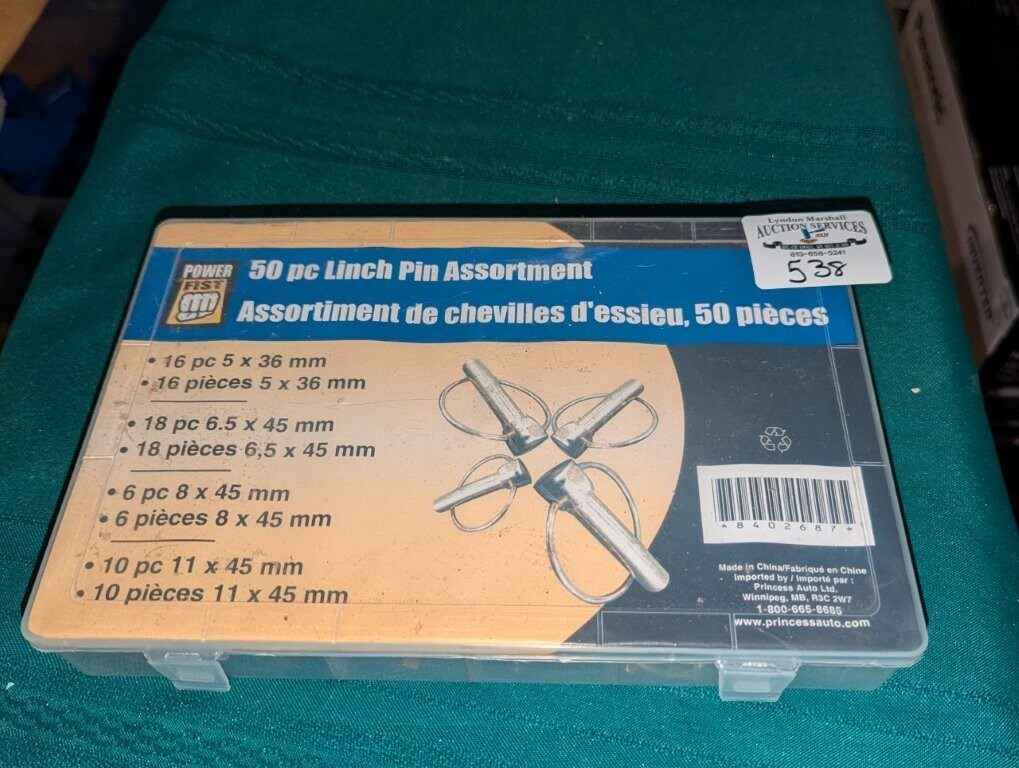 Lyndon Marshall
AUCTION SERVICES
613-658-5241
538
POWER
FIST
50 pc Linch Pin Assortment
Assortiment de chevilles d'essieu, 50 pièces
• 16 pc 5 x 36 mm
• 16 pièces 5 x 36 mm
• 18 pc 6.5 x 45 mm
• 18 pièces 6,5 x 45 mm
• 6 pc 8 x 45 mm
• 6 pièces 8 x 45 mm
• 10 pc 11 x 45 mm
• 10 pièces 11 x 45 mm
*8402687*
Made in China/Fabriqué en Chine
Imported by / Importé par :
Princess Auto Ltd.
Winnipeg, MB, R3C 2W7
1-800-665-8685
www.princessauto.com